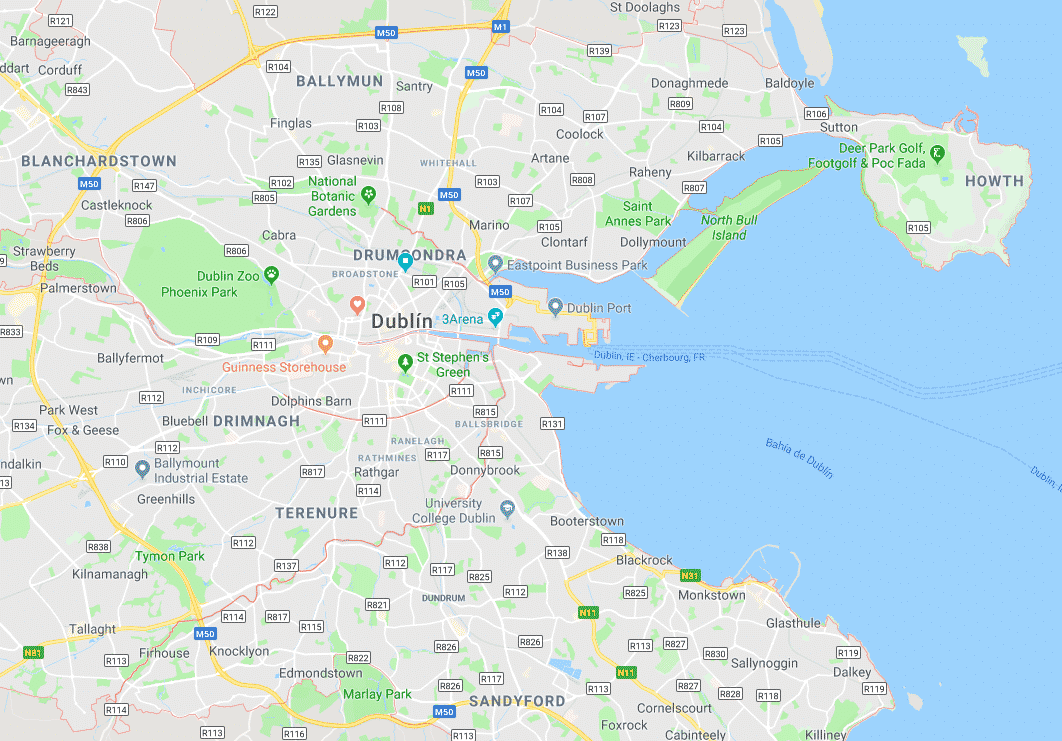 St Doolaghs
R122
R121
R123
R123
M1
M50
Barnageeragh
R139
R104
M50
Corduff
BALLYMUN
Santry
Donaghmede
Baldoyle
R843
R108
R809
R104
R107
R106
Finglas
R103
Coolock
R104
Sutton
R105
Deer Park Golf,
Footgolf & Poc Fada
BLANCHARDSTOWN
R135
Glasnevin
WHITEHALL
Artane
Kilbarrack
Raheny
HOWTH
M50
R147
R102
R805
National
Botanic
Gardens
R103
R808
R807
M50
R107
Castleknock
N1
Saint
Annes Park
R806
Marino
R105
North Bull
Island
R105
Cabra
Clontarf
Dollymount
Strawberry
Beds
R806
DRUMCONDRA
Eastpoint Business Park
BROADSTONE
Dublin Zoo
Phoenix Park
R101
R105
Palmerstown
M50
Dublin Port
Dublín
3Arena
R833
R109
R111
Ballyfermot
Guinness Storehouse
St Stephen's
Green
Dublin, IE - Cherbourg, FR
INCHICORE
R111
R112
Dolphins Barn
Park West
R815
Bluebell
DRIMNAGH
R111
BALLSBRIDGE
R131
R134
Fox & Geese
RANELAGH
Bahía de Dublín
R112
R117
R815
RATHMINES
R110
Ballymount
Industrial Estate
R817
Rathgar
Donnybrook
Dublin,
R114
Greenhills
University
College Dublin
TERENURE
Booterstown
R838
R112
R118
Tymon Park
R138
R137
R112
Blackrock
Kilnamanagh
R117
R825
N31
R112
R825
Monkstown
R821
DUNDRUM
N11
R114
R817
R115
Glasthule
Tallaght
M50
R826
R826
R113
R827
N81
R113
Firhouse
Knocklyon
R822
R830
Sallynoggin
R119
Edmondstown
N11
Dalkey
R826
R117
R113
R827
R828
R118
R119
Marlay Park
SANDYFORD
Cornelscourt
R114
M50
Foxrock
R113
R116
R113
Cabinteely
Killiney